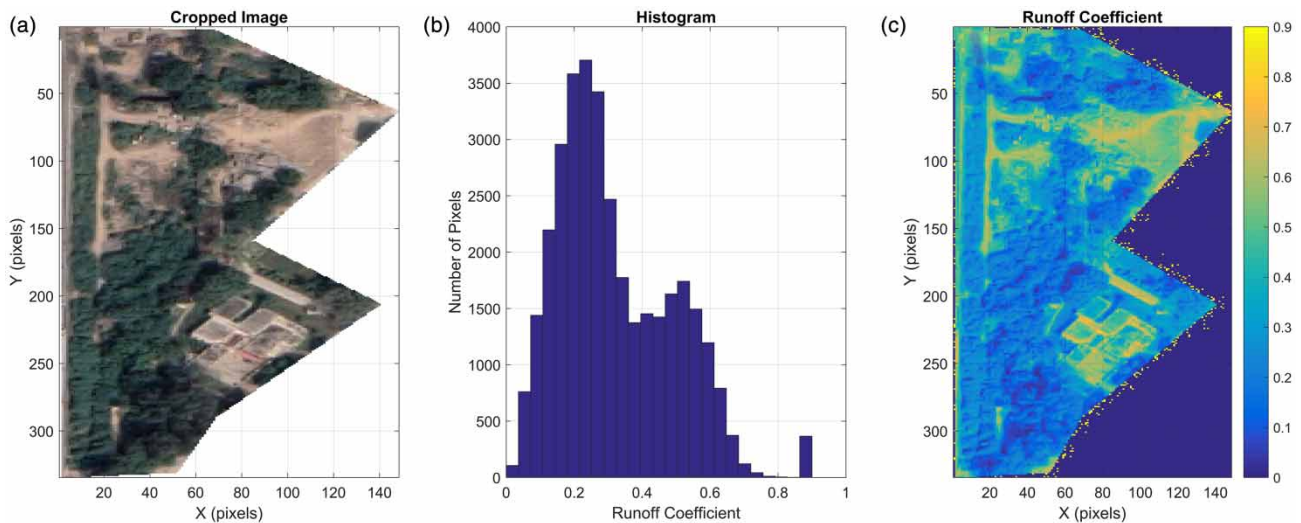 (a)
Cropped Image
50
100
150
200
250
300
Y (pixels)
20 40 60 80 100 120 140
X (pixels)
(b)
Histogram
4000
3500
3000
2500
2000
1500
1000
500
0
Number of Pixels
0 0.2 0.4 0.6 0.8 1
Runoff Coefficient
(c)
Runoff Coefficient
50
100
150
200
250
300
Y (pixels)
20 40 60 80 100 120 140
X (pixels)
0.9
0.8
0.7
0.6
0.5
0.4
0.3
0.2
0.1
0